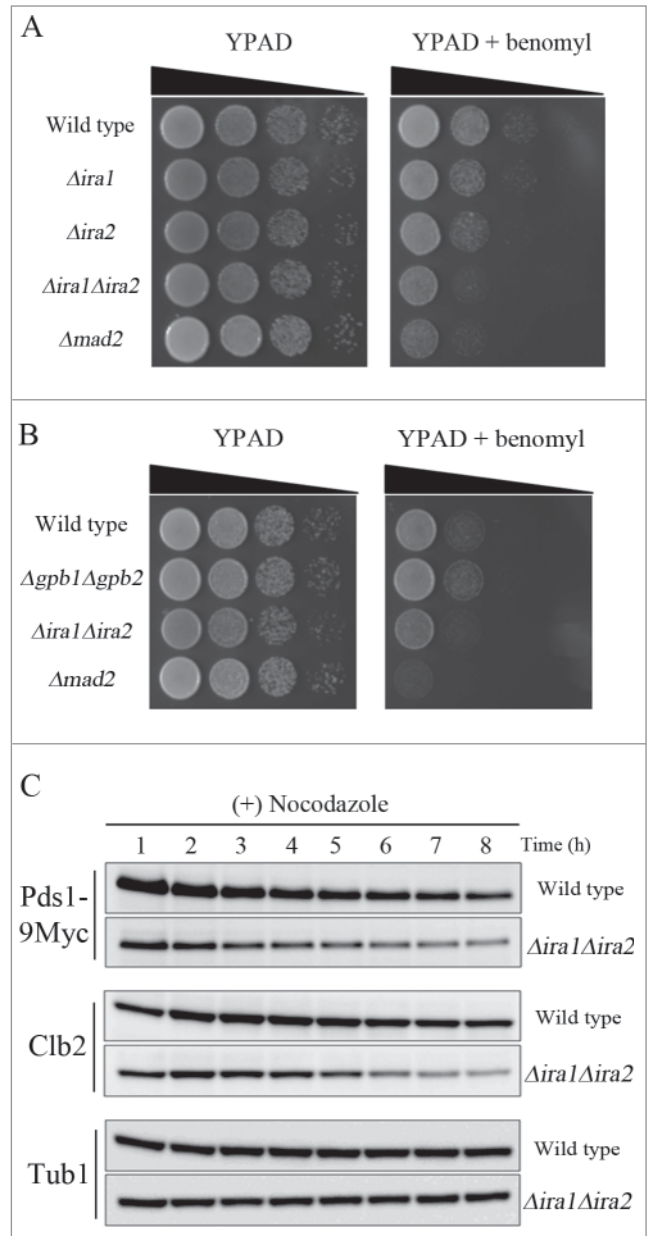 A
YPAD
YPAD + benomyl
Wild type
Δira1
Δira2
Δira1Δira2
Δmad2
B
YPAD
YPAD + benomyl
Wild type
Δgpb1Δgpb2
Δira1Δira2
Δmad2
C
(+) Nocodazole
1 2 3 4 5 6 7 8 Time (h)
Pds1-
9Myc
Wild type
Δira1Δira2
Clb2
Wild type
Δira1Δira2
Tub1
Wild type
Δira1Δira2